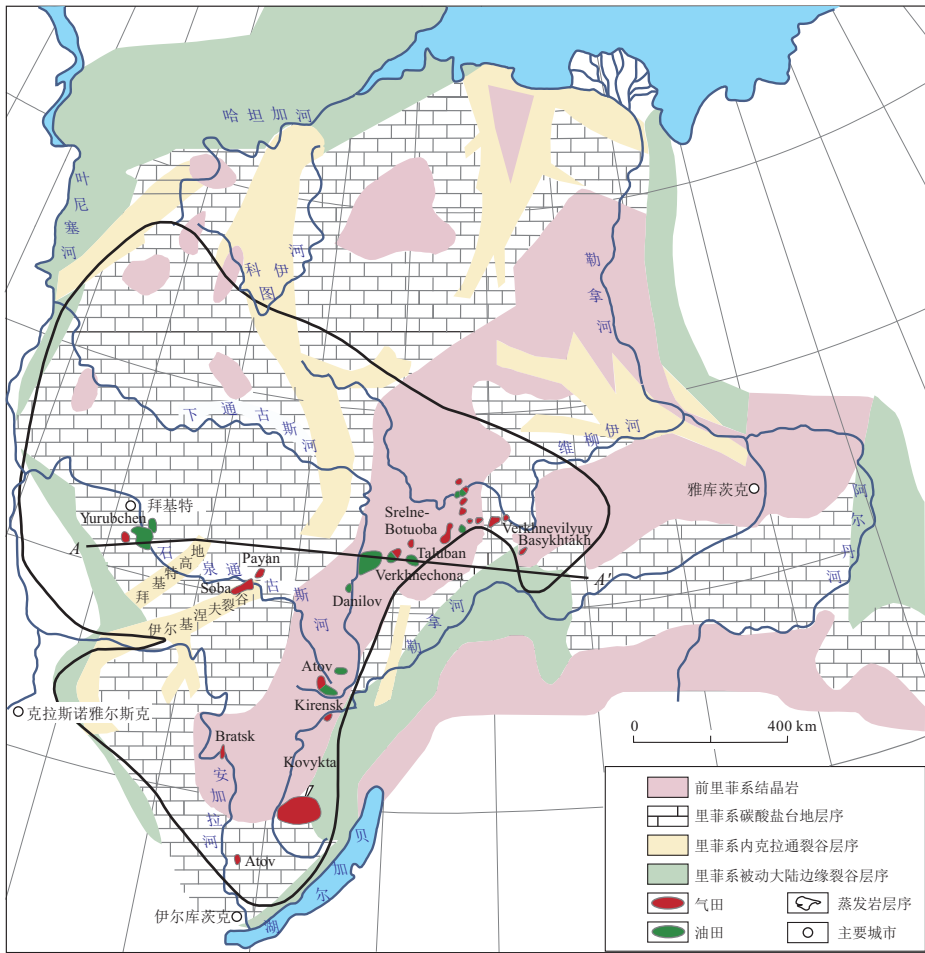 哈坦加河
叶尼塞河
科图伊河
勒拿河
下通古斯河
维柳伊河
雅库茨克
阿尔丹河
拜基特
Yurubchen
Srelne-
Botuoba
Verkhnevilyuy
Basykhtakh
A
Taluban
A′
石泉通古斯河
Payan
Verkhnechona
拜基特高地
Soba
Danilov
伊尔基涅夫裂谷
勒拿河
Atov
Kirensk
克拉斯诺雅尔斯克
Bratsk
安加拉河
Kovykta
Atov
贝加尔湖
伊尔库茨克
0 400 km
前里菲系结晶岩
里菲系碳酸盐台地层序
里菲系内克拉通裂谷层序
里菲系被动大陆边缘裂谷层序
气田 蒸发岩层序
油田 主要城市